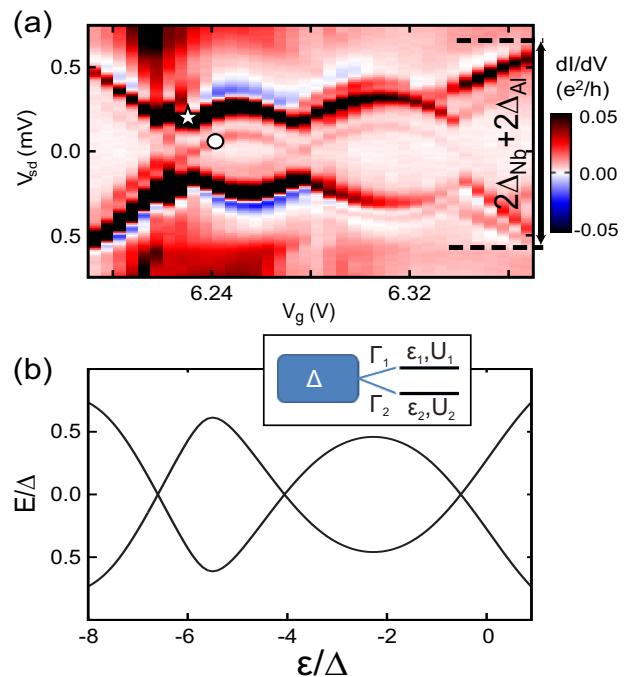 (a)
dI/dV
(e²/h)
0.5
0.0
0.5
V_sd (mV)
2Δ_Nb+2Δ_Al
0.05
-0.05
6.24
6.32
V_g (V)
(b)
Δ
Γ₁
ε₁,U₁
Γ₂
ε₂,U₂
0.5
0.0
0.5
E/Δ
-8
-6
-4
-2
0
ε/Δ